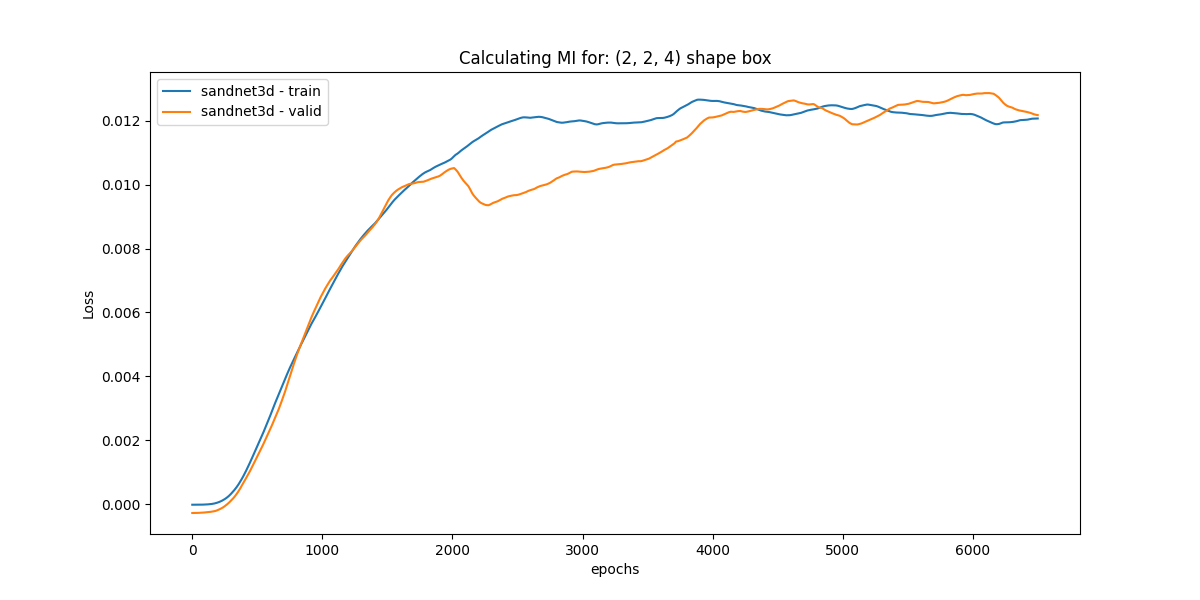 Calculating MI for: (2, 2, 4) shape box
sandnet3d - train
sandnet3d - valid
0.012
0.010
0.008
0.006
0.004
0.002
0.000
Loss
0 1000 2000 3000 4000 5000 6000
epochs